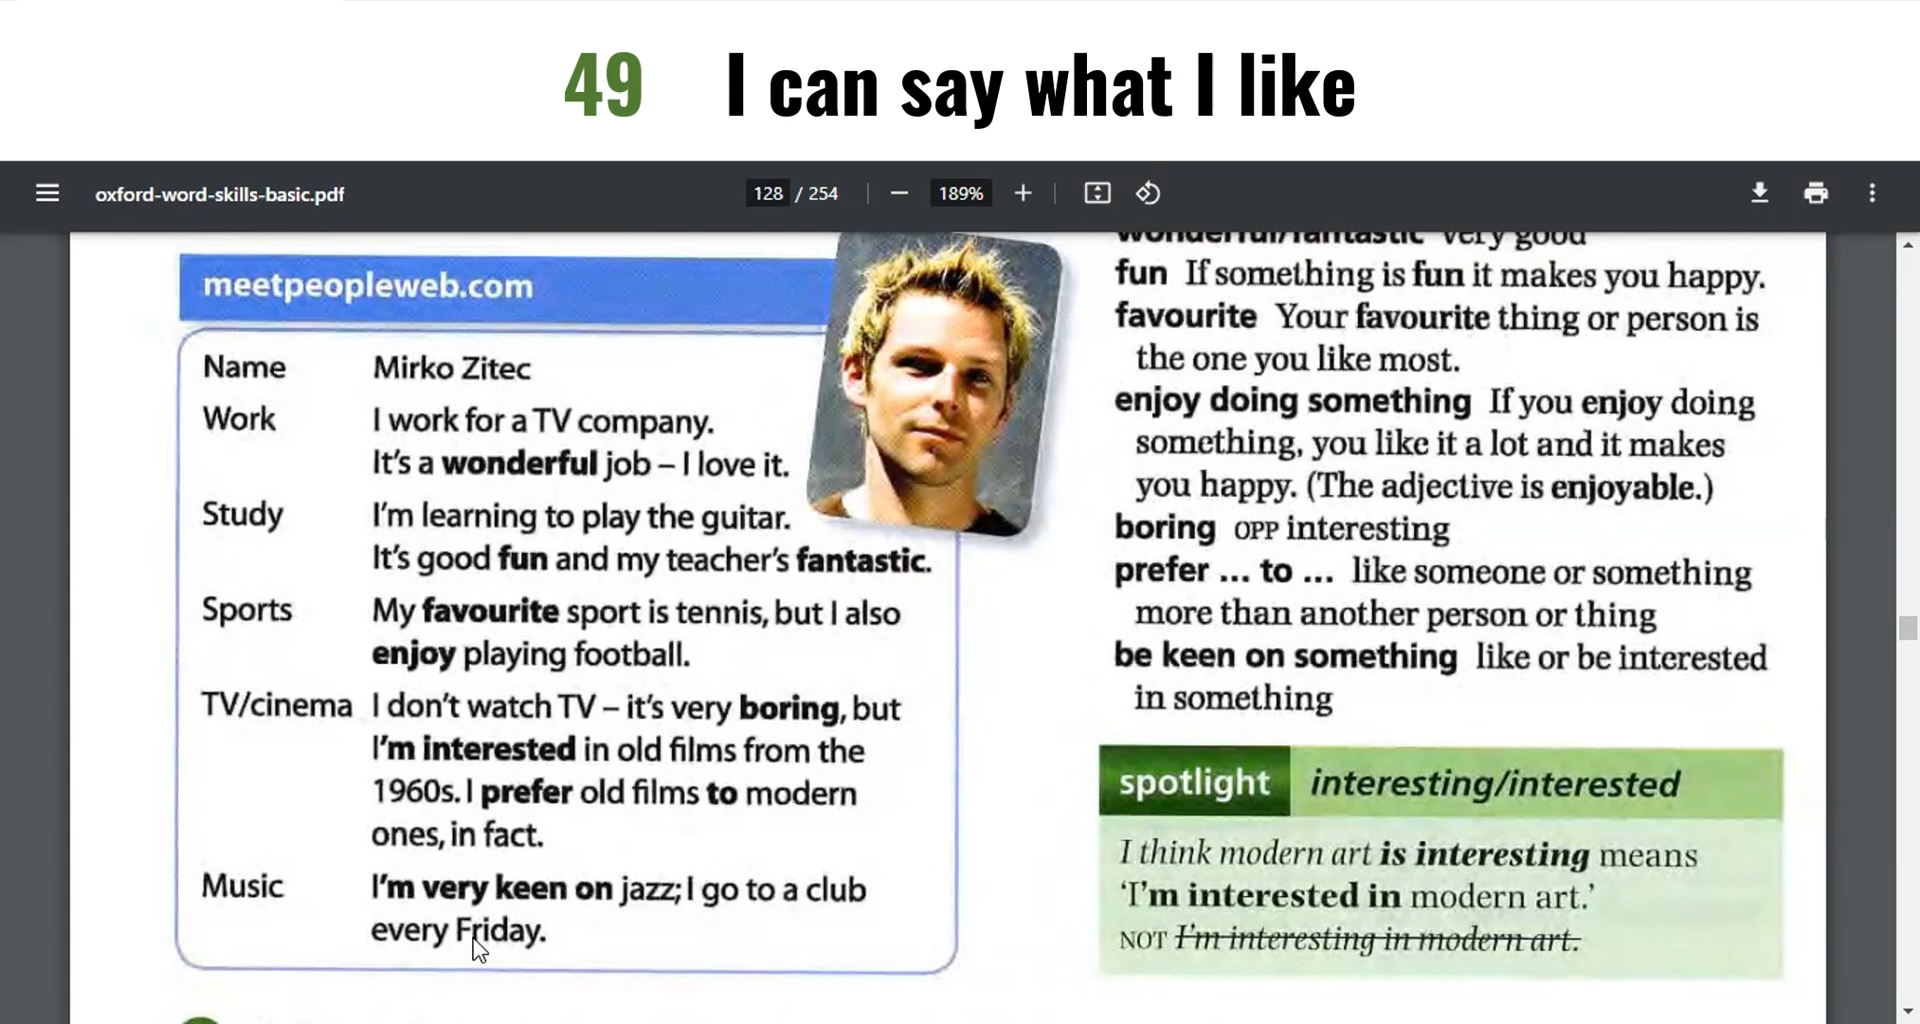 49 I can say what I like
oxford-word-skills-basic.pdf
128 / 254
189%
meetpeopleweb.com
Name Mirko Zitec
Work I work for a TV company.
It's a wonderful job – I love it.
Study I'm learning to play the guitar.
It's good fun and my teacher's fantastic.
Sports My favourite sport is tennis, but I also
enjoy playing football.
TV/cinema I don't watch TV – it's very boring, but
I'm interested in old films from the
1960s. I prefer old films to modern
ones, in fact.
Music I'm very keen on jazz; I go to a club
every Friday.
wonderful/fantastic very good
fun If something is fun it makes you happy.
favourite Your favourite thing or person is
the one you like most.
enjoy doing something If you enjoy doing
something, you like it a lot and it makes
you happy. (The adjective is enjoyable.)
boring OPP interesting
prefer ... to ... like someone or something
more than another person or thing
be keen on something like or be interested
in something
spotlight interesting/interested
I think modern art is interesting means
'I'm interested in modern art.'
NOT I'm interesting in modern art.